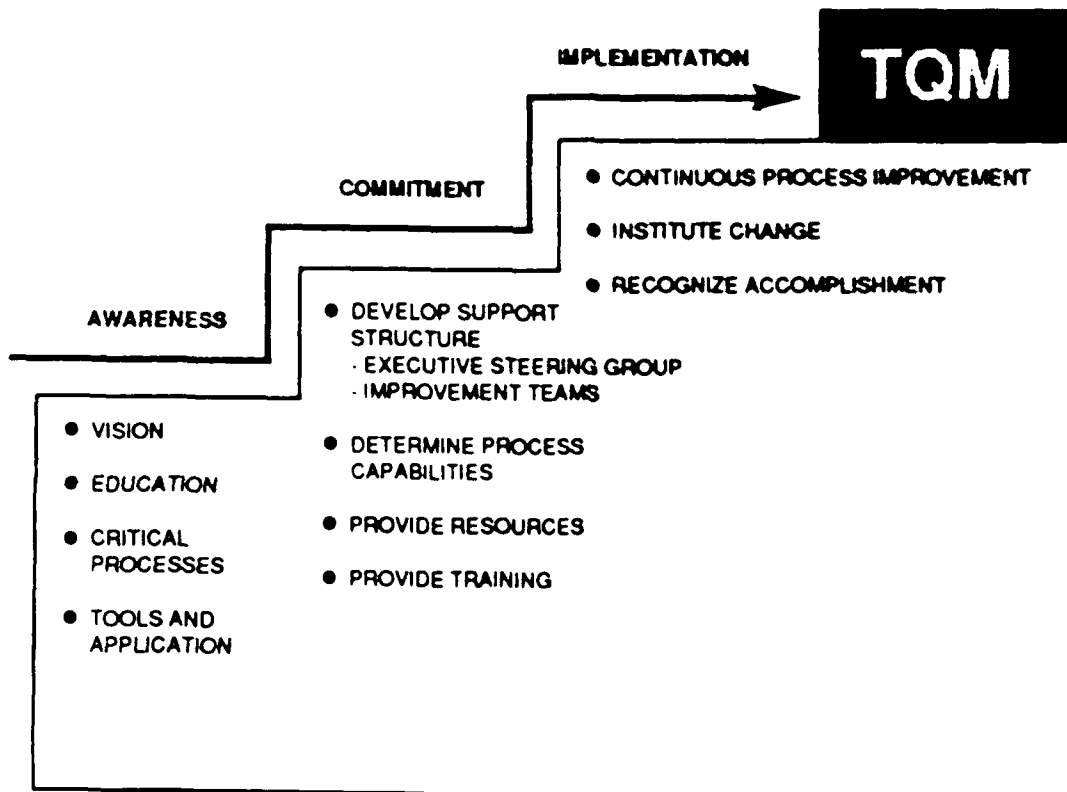 TQM
IMPLEMENTATION
● CONTINUOUS PROCESS IMPROVEMENT
● INSTITUTE CHANGE
● RECOGNIZE ACCOMPLISHMENT
COMMITMENT
● DEVELOP SUPPORT
STRUCTURE
- EXECUTIVE STEERING GROUP
- IMPROVEMENT TEAMS
● DETERMINE PROCESS
CAPABILITIES
● PROVIDE RESOURCES
● PROVIDE TRAINING
AWARENESS
● VISION
● EDUCATION
● CRITICAL
PROCESSES
● TOOLS AND
APPLICATION